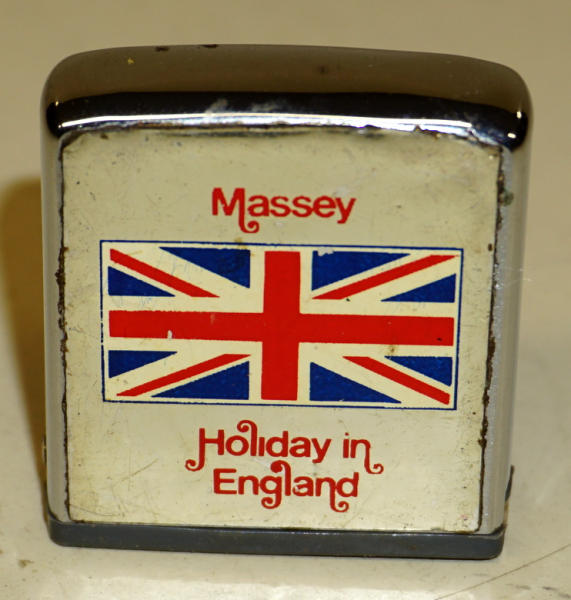 Massey
Holiday in
England